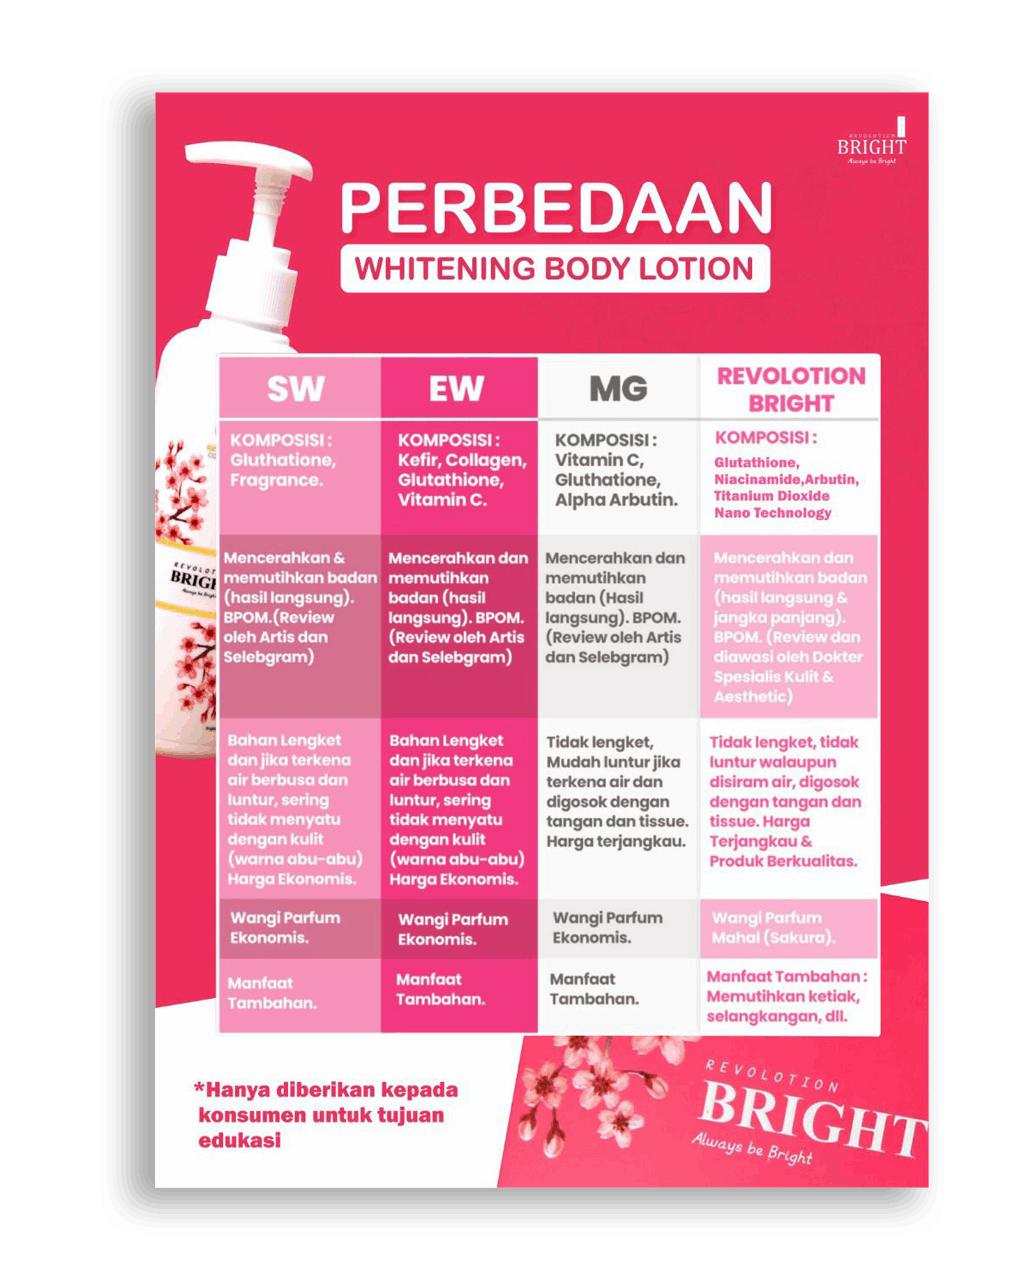 REVOLUTION
BRIGHT
Always be Bright
PERBEDAAN
WHITENING BODY LOTION
SW
EW
MG
REVOLOTION
BRIGHT
KOMPOSISI :
Gluthatione,
Fragrance.
KOMPOSISI :
Kefir, Collagen,
Glutathione,
Vitamin C.
KOMPOSISI :
Vitamin C,
Gluthatione,
Alpha Arbutin.
KOMPOSISI :
Glutathione,
Niacinamide,Arbutin,
Titanium Dioxide
Nano Technology
Mencerahkan &
memutihkan badan
(hasil langsung).
BPOM.(Review
oleh Artis dan
Selebgram)
Mencerahkan dan
memutihkan
badan (hasil
langsung). BPOM.
(Review oleh Artis
dan Selebgram)
Mencerahkan dan
memutihkan
badan (Hasil
langsung). BPOM.
(Review oleh Artis
dan Selebgram)
Mencerahkan dan
memutihkan badan
(hasil langsung &
jangka panjang).
BPOM. (Review dan
diawasi oleh Dokter
Spesialis Kulit &
Aesthetic)
Bahan Lengket
dan jika terkena
air berbusa dan
luntur, sering
tidak menyatu
dengan kulit
(warna abu-abu)
Harga Ekonomis.
Bahan Lengket
dan jika terkena
air berbusa dan
luntur, sering
tidak menyatu
dengan kulit
(warna abu-abu)
Harga Ekonomis.
Tidak lengket,
Mudah luntur jika
terkena air dan
digosok dengan
tangan dan tissue.
Harga terjangkau.
Tidak lengket, tidak
luntur walaupun
disiram air, digosok
dengan tangan dan
tissue. Harga
Terjangkau &
Produk Berkualitas.
Wangi Parfum
Ekonomis.
Wangi Parfum
Ekonomis.
Wangi Parfum
Ekonomis.
Wangi Parfum
Mahal (Sakura).
Manfaat
Tambahan.
Manfaat
Tambahan.
Manfaat
Tambahan.
Manfaat Tambahan :
Memutihkan ketiak,
selangkangan, dll.
REVOLOT
BRIGH
Always be Brigh
*Hanya diberikan kepada
konsumen untuk tujuan
edukasi
REVOLOTION
BRIGHT
Always be Bright